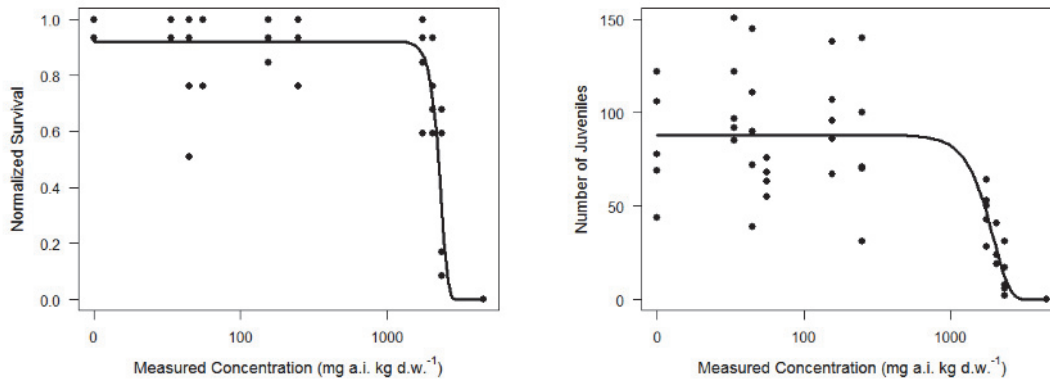 1.0
0.8
0.6
0.4
0.2
0.0
Normalized Survival
0 100 1000
Measured Concentration (mg a.i. kg d.w.⁻¹)
150
100
50
0
Number of Juveniles
0 100 1000
Measured Concentration (mg a.i. kg d.w.⁻¹)